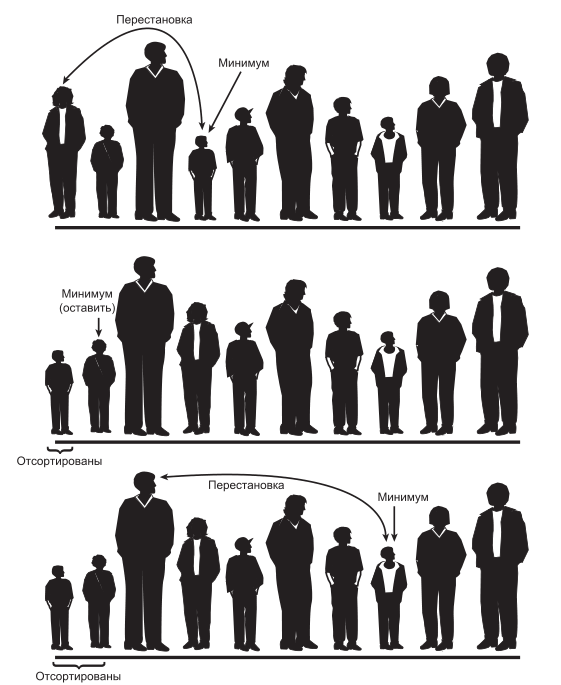 Перестановка
Минимум
Минимум
(оставить)
Отсортированы
Перестановка
Минимум
Отсортированы